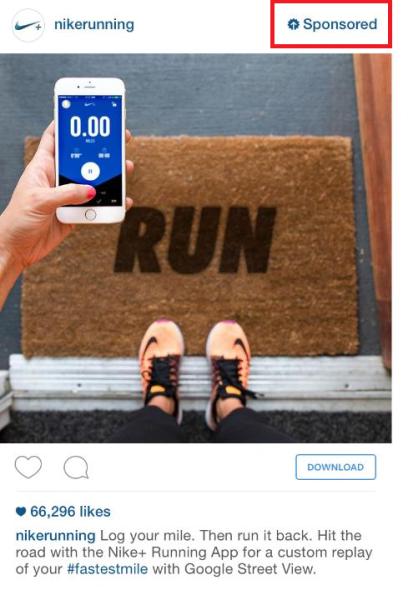 nikerunning
Sponsored
0.00
MILES
RUN
DOWNLOAD
66,296 likes
nikerunning Log your mile. Then run it back. Hit the
road with the Nike+ Running App for a custom replay
of your #fastestmile with Google Street View.